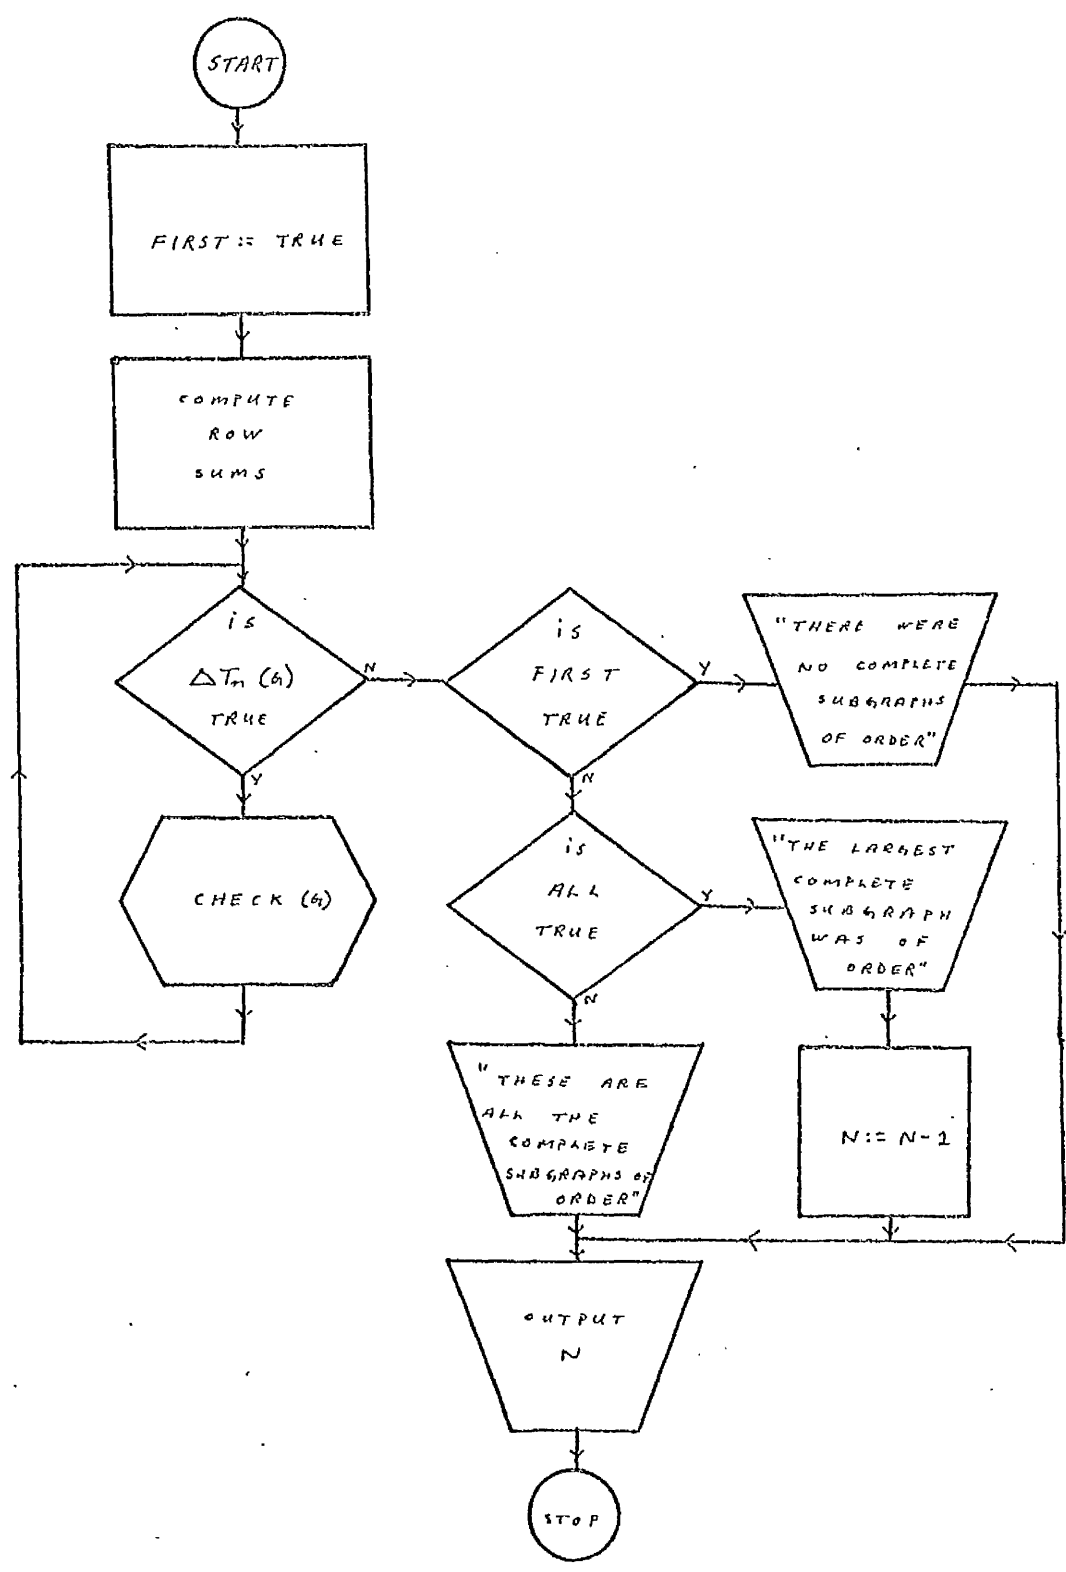 START
FIRST := TRUE
COMPUTE
ROW
SUMS
is
ΔTn (G)
TRUE
N
Y
CHECK (G)
is
FIRST
TRUE
Y
N
"THERE WERE
NO COMPLETE
SUBGRAPHS
OF ORDER"
is
ALL
TRUE
Y
N
"THE LARGEST
COMPLETE
SUBGRAPH
WAS OF
ORDER"
N := N-1
"THESE ARE
ALL THE
COMPLETE
SUBGRAPHS OF
ORDER"
OUTPUT
N
STOP